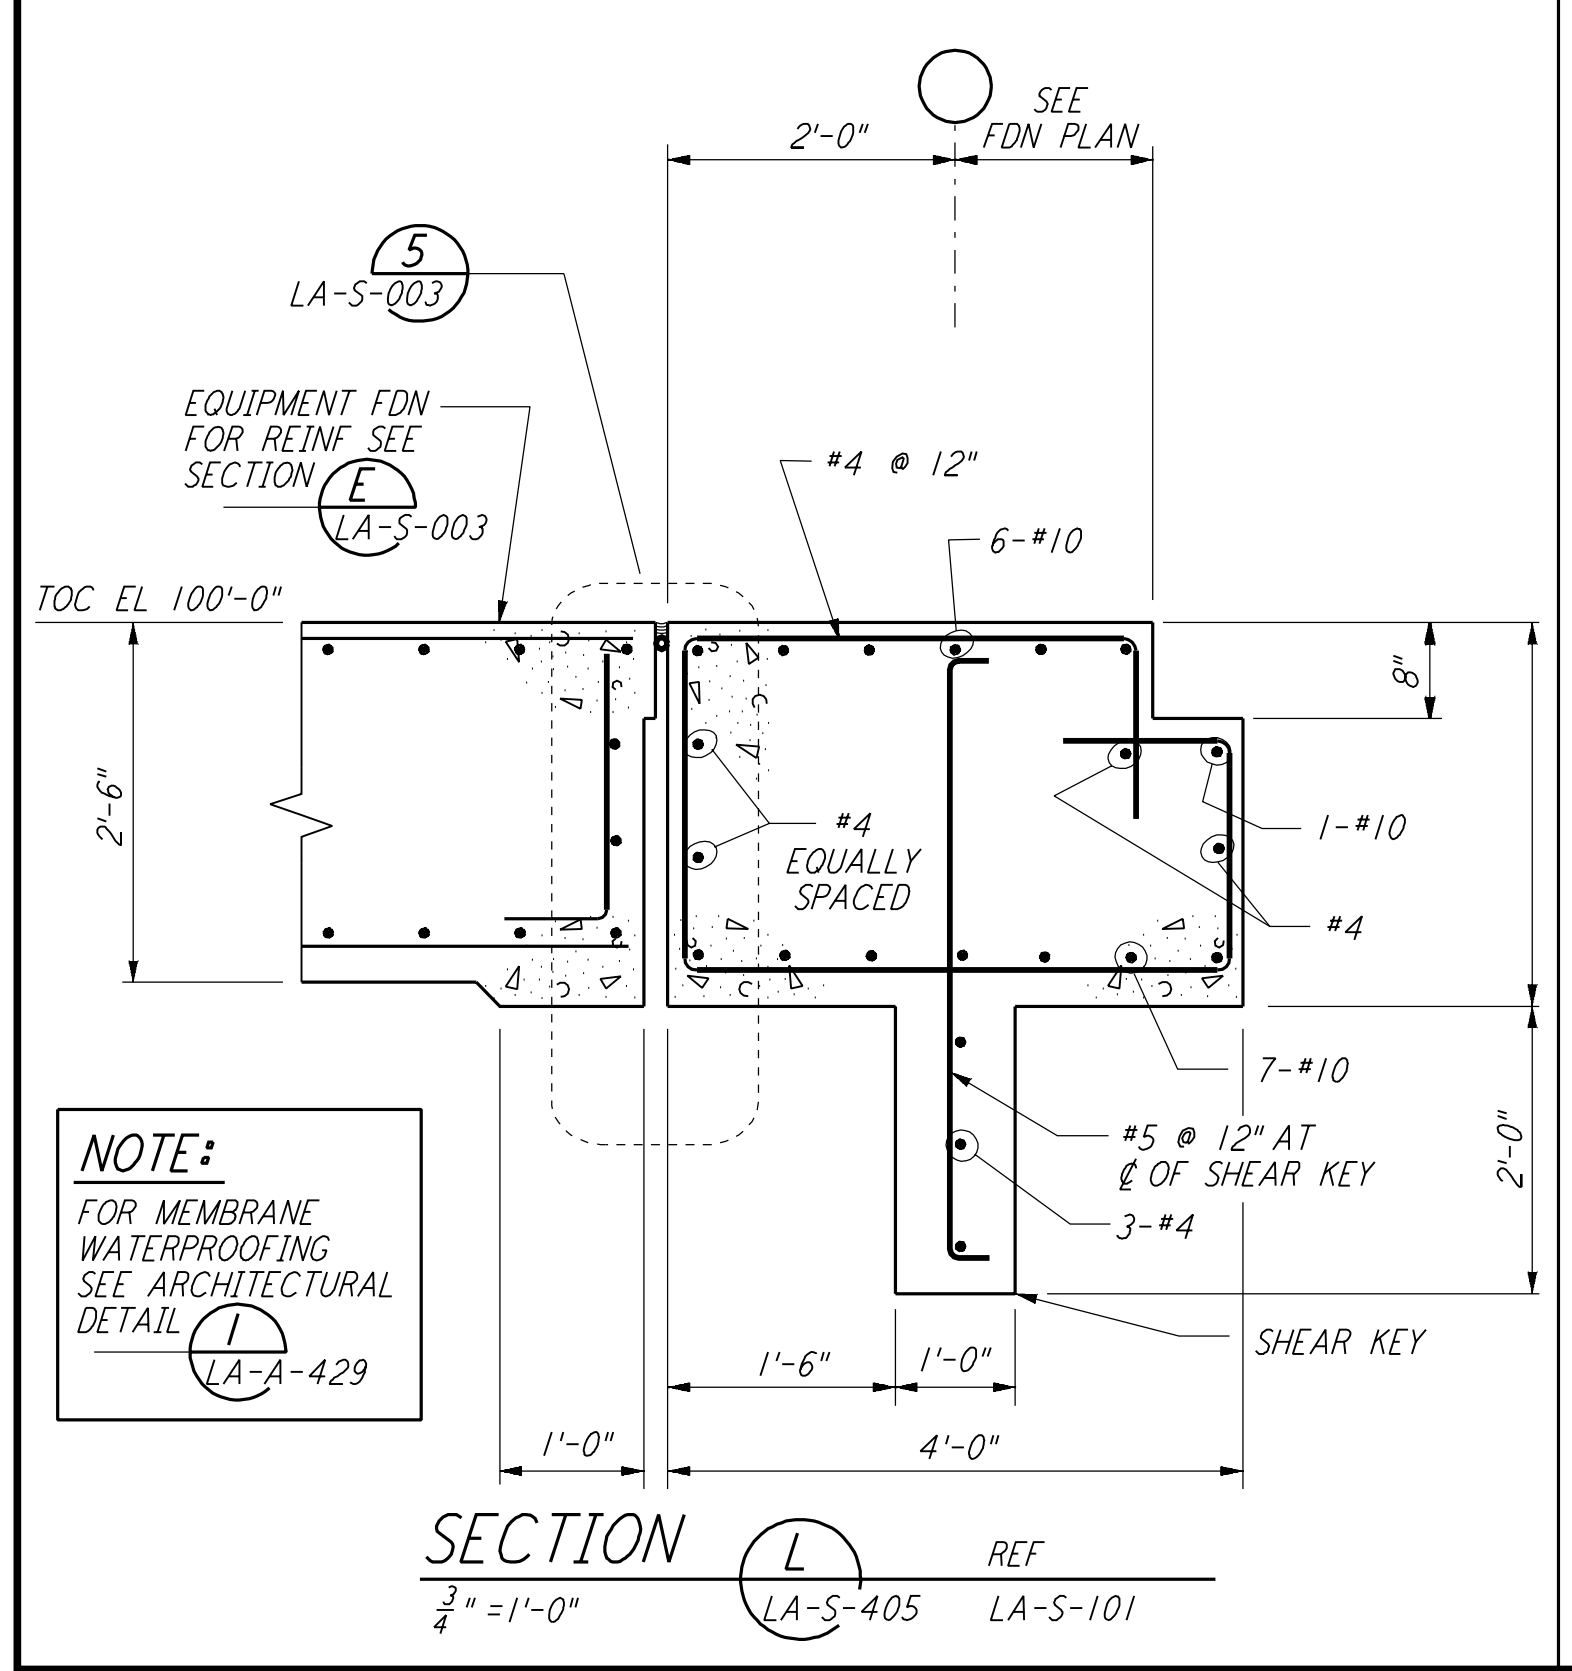 SEE
2'-0" FDN PLAN
5
LA-S-003
EQUIPMENT FDN
FOR REINF SEE
SECTION E
LA-S-003
#4 @ 12"
6-#10
TOC EL 100'-0"
8"
2'-6"
#4
EQUALLY
SPACED
1-#10
#4
7-#10
#5 @ 12" AT
℄ OF SHEAR KEY
3-#4
2'-0"
NOTE:
FOR MEMBRANE
WATERPROOFING
SEE ARCHITECTURAL
DETAIL 1
LA-A-429
SHEAR KEY
1'-6" 1'-0"
1'-0" 4'-0"
SECTION L REF
3/4" =1'-0" LA-S-405 LA-S-101